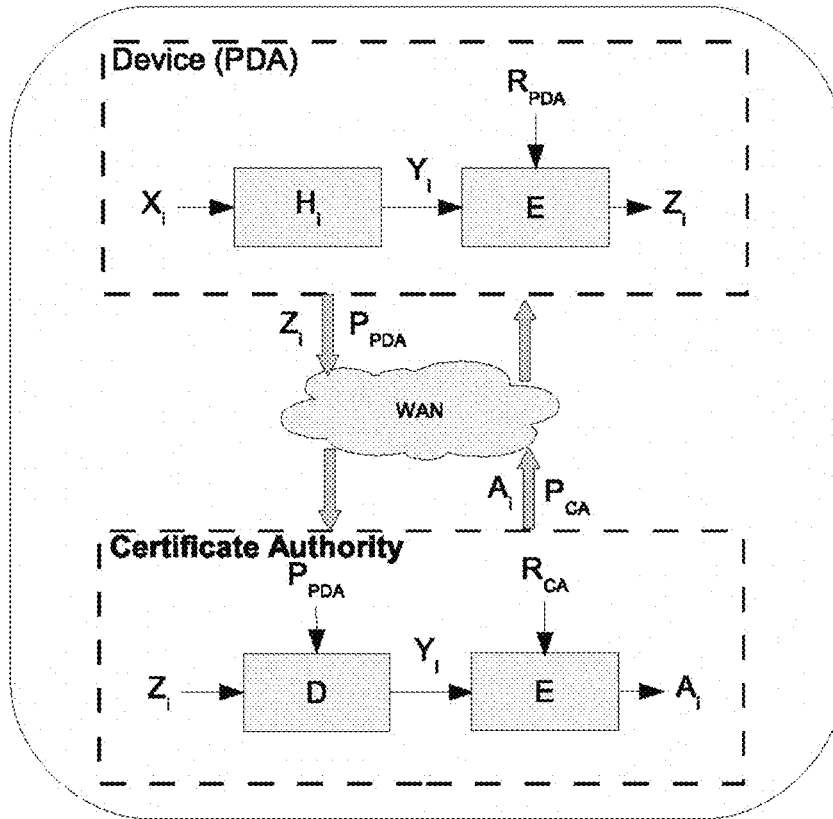 Device (PDA)
R_PDA
X_i H_i Y_i E Z_i
Z_i P_PDA
WAN
A_i P_CA
Certificate Authority
P_PDA R_CA
Z_i D Y_i E A_i